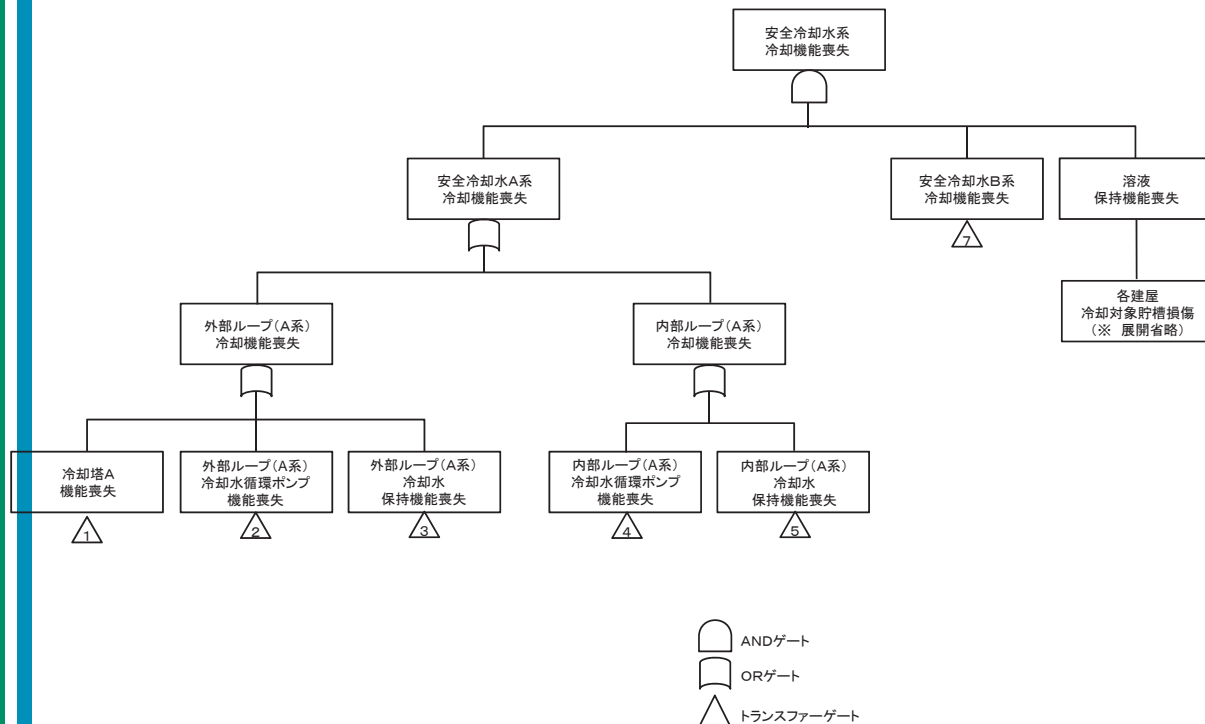 安全冷却水系
冷却機能喪失
安全冷却水A系
冷却機能喪失
安全冷却水B系
冷却機能喪失
7
溶液
保持機能喪失
各建屋
冷却対象貯槽損傷
(※ 展開省略)
外部ループ(A系)
冷却機能喪失
内部ループ(A系)
冷却機能喪失
冷却塔A
機能喪失
1
外部ループ(A系)
冷却水循環ポンプ
機能喪失
2
外部ループ(A系)
冷却水
保持機能喪失
3
内部ループ(A系)
冷却水循環ポンプ
機能喪失
4
内部ループ(A系)
冷却水
保持機能喪失
5
ANDゲート
ORゲート
トランスファーゲート